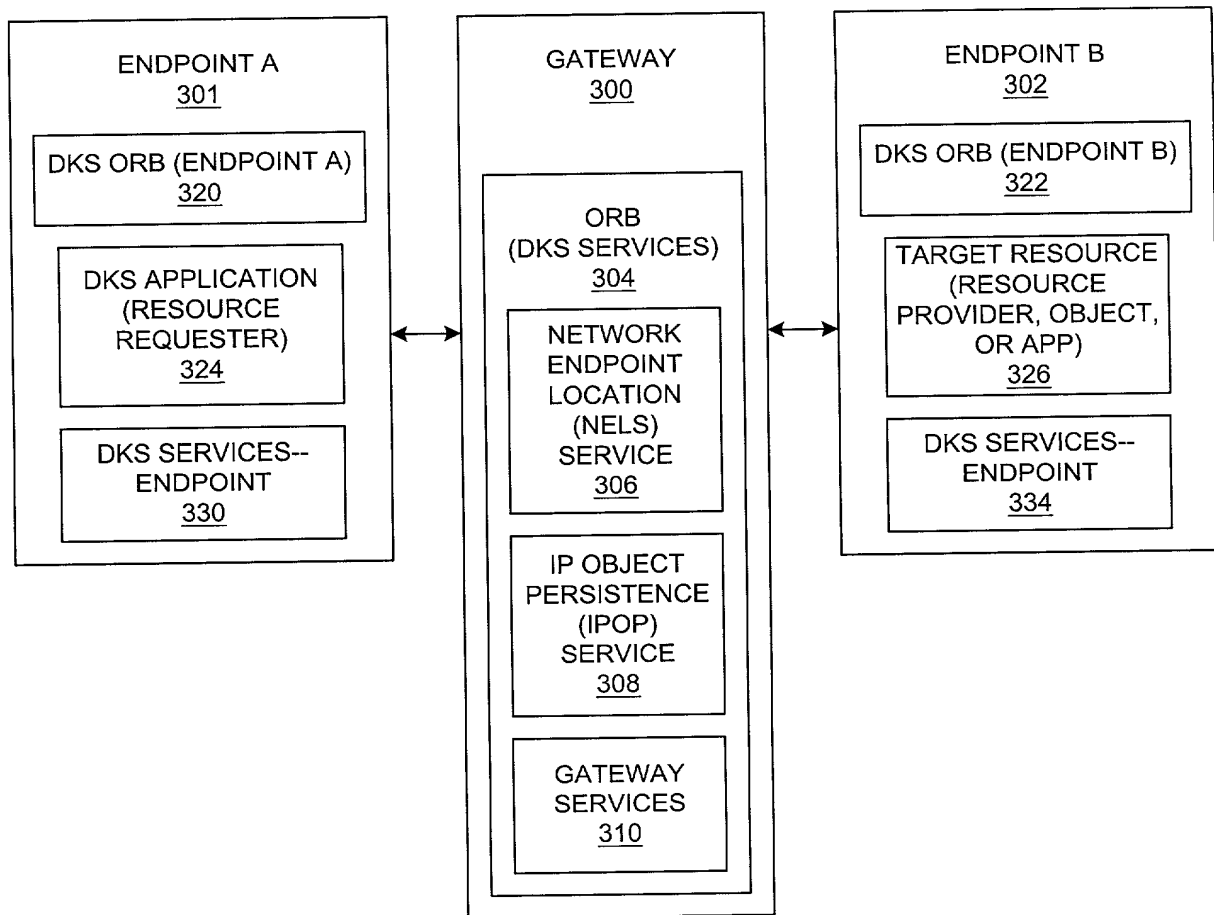 ENDPOINT A
301
DKS ORB (ENDPOINT A)
320
DKS APPLICATION
(RESOURCE
REQUESTER)
324
DKS SERVICES--
ENDPOINT
330
GATEWAY
300
ORB
(DKS SERVICES)
304
NETWORK
ENDPOINT
LOCATION
(NELS)
SERVICE
306
IP OBJECT
PERSISTENCE
(IPOP)
SERVICE
308
GATEWAY
SERVICES
310
ENDPOINT B
302
DKS ORB (ENDPOINT B)
322
TARGET RESOURCE
(RESOURCE
PROVIDER, OBJECT,
OR APP)
326
DKS SERVICES--
ENDPOINT
334